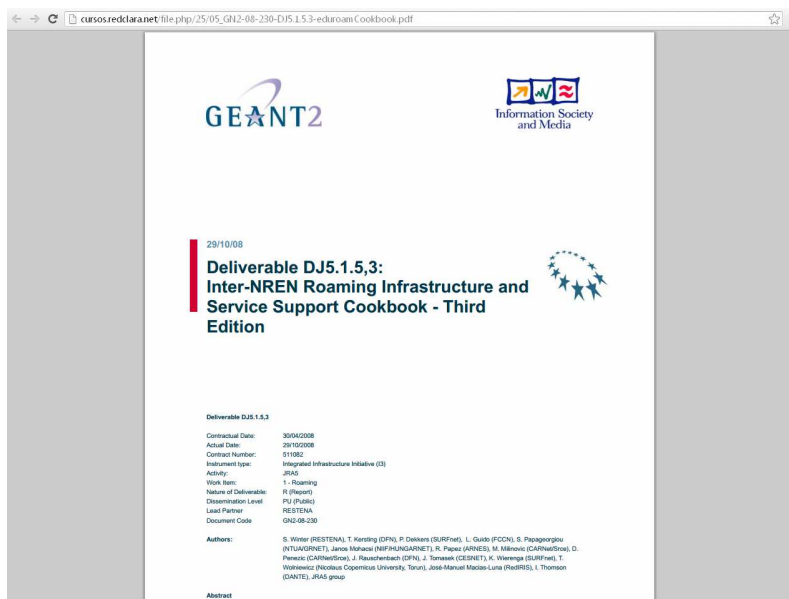 cursos.redclara.net/file.php/25/05_GN2-08-230-DJ5.1.5.3-eduroamCookbook.pdf
GEANT2
Information Society
and Media
29/10/08
Deliverable DJ5.1.5,3:
Inter-NREN Roaming Infrastructure and
Service Support Cookbook - Third
Edition
Deliverable DJ5.1.5,3
Contractual Date: 30/04/2008
Actual Date: 29/10/2008
Contract Number: 511082
Instrument type: Integrated Infrastructure Initiative (I3)
Activity: JRA5
Work Item: 1 - Roaming
Nature of Deliverable: R (Report)
Dissemination Level PU (Public)
Lead Partner RESTENA
Document Code GN2-08-230
Authors: S. Winter (RESTENA), T. Kersting (DFN), P. Dekkers (SURFnet), L. Guido (FCCN), S. Papageorgiou
(NTUA/GRNET), Janos Mohacsi (NIIF/HUNGARNET), R. Papez (ARNES), M. Milinovic (CARNet/Srce), D.
Penezic (CARNet/Srce), J. Rauschenbach (DFN), J. Tomasek (CESNET), K. Wierenga (SURFnet), T.
Wolniewicz (Nicolaus Copernicus University, Torun), José-Manuel Macias-Luna (RedIRIS), I, Thomson
(DANTE), JRA5 group
Abstract